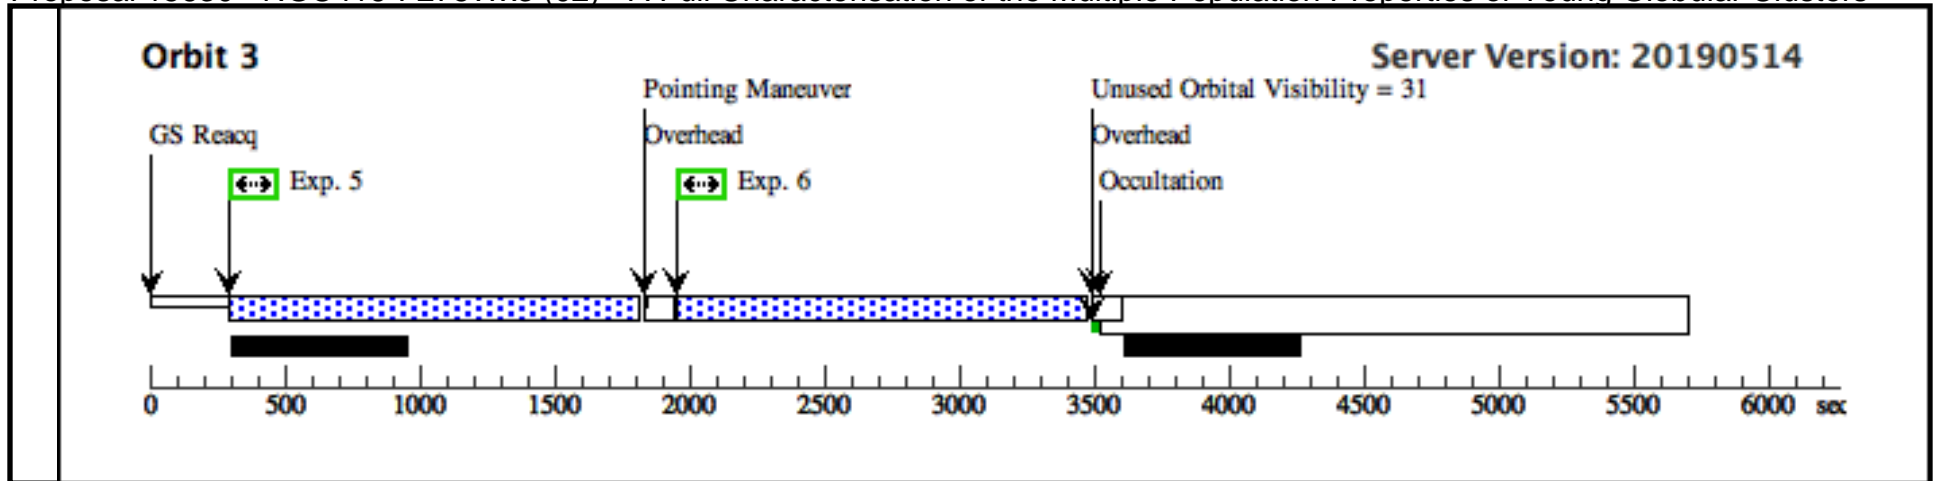 Orbit 3
Server Version: 20190514
Pointing Maneuver
Unused Orbital Visibility = 31
GS Reacq
Overhead
Overhead
Exp. 5
Exp. 6
Occultation
0 500 1000 1500 2000 2500 3000 3500 4000 4500 5000 5500 6000 sec